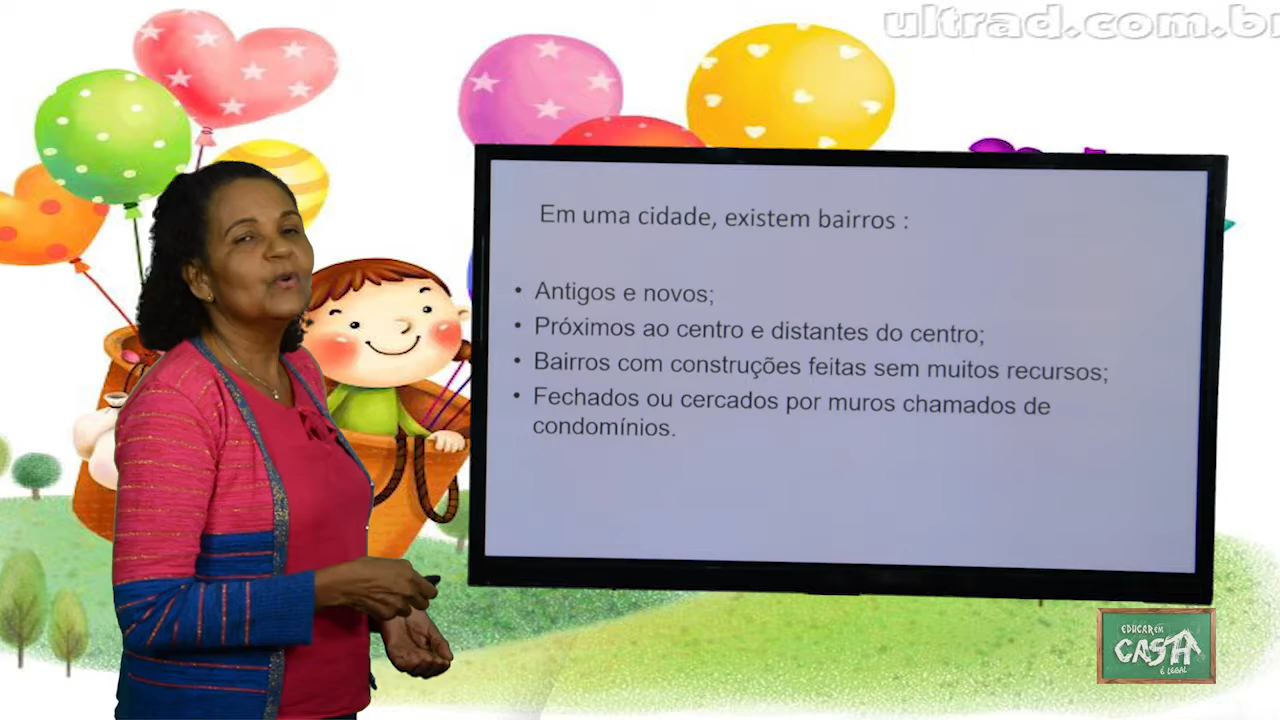 ultrad.com.br
Em uma cidade, existem bairros :
• Antigos e novos;
• Próximos ao centro e distantes do centro;
• Bairros com construções feitas sem muitos recursos;
• Fechados ou cercados por muros chamados de
condomínios.
EDUCAR EM
CASA
É LEGAL